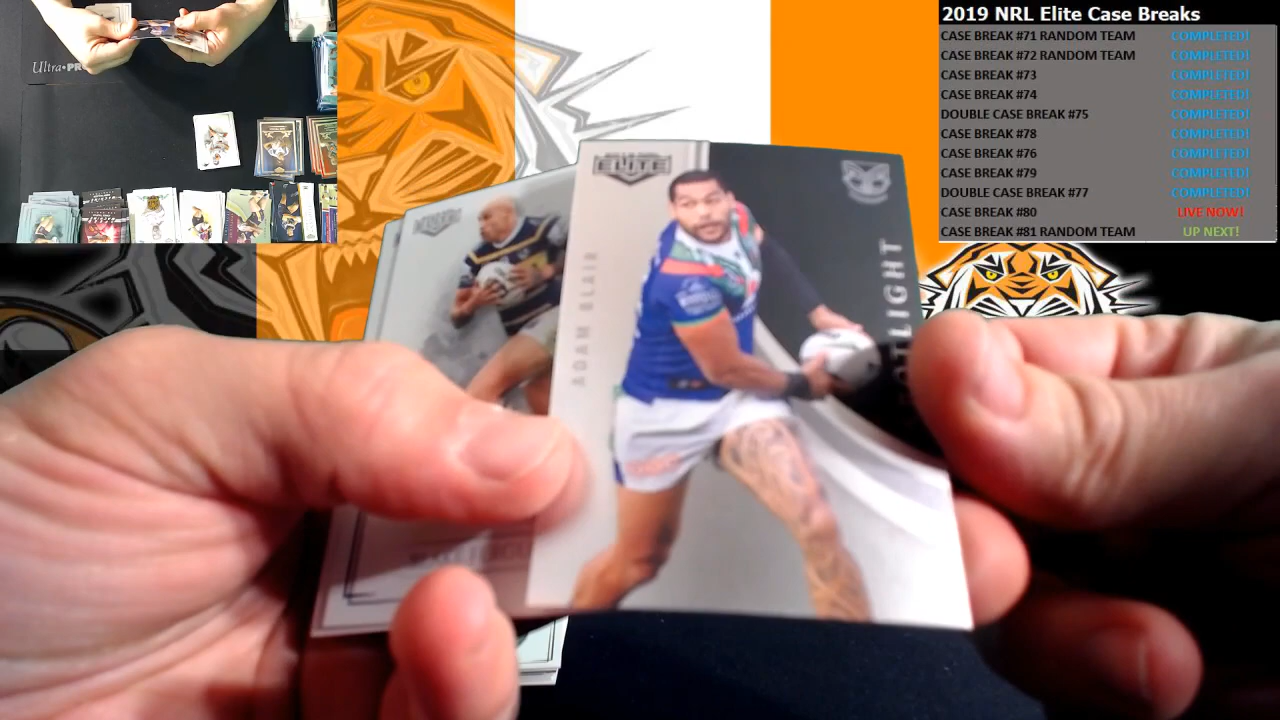 Ultra•PR
2019 NRL Elite Case Breaks
CASE BREAK #71 RANDOM TEAM COMPLETED!
CASE BREAK #72 RANDOM TEAM COMPLETED!
CASE BREAK #73 COMPLETED!
CASE BREAK #74 COMPLETED!
DOUBLE CASE BREAK #75 COMPLETED!
CASE BREAK #78 COMPLETED!
CASE BREAK #76 COMPLETED!
CASE BREAK #79 COMPLETED!
DOUBLE CASE BREAK #77 COMPLETED!
CASE BREAK #80 LIVE NOW!
CASE BREAK #81 RANDOM TEAM UP NEXT!
ELITE
ADAM BLAIR
LIGHT